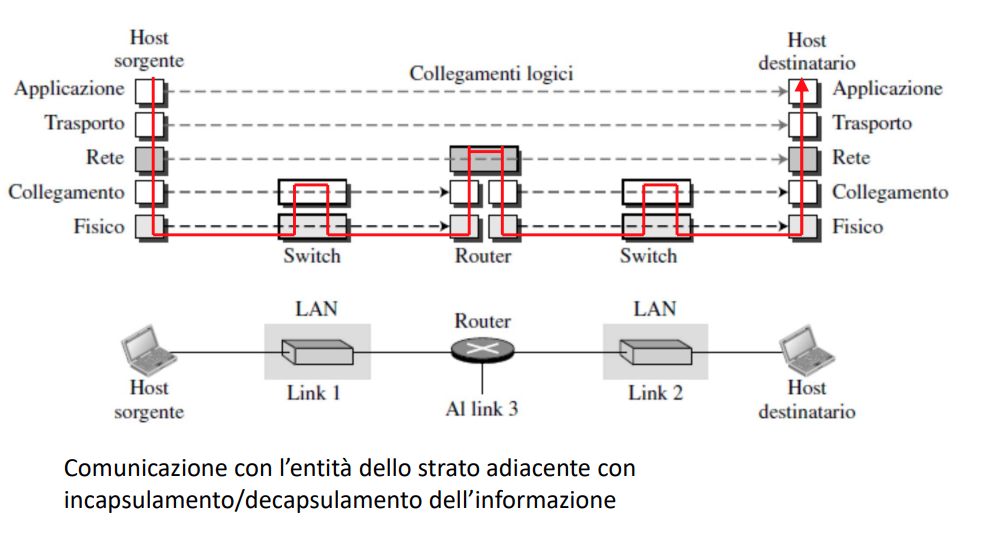 Host
sorgente
Host
destinatario
Collegamenti logici
Applicazione
Applicazione
Trasporto
Trasporto
Rete
Rete
Collegamento
Collegamento
Fisico
Fisico
Switch
Router
Switch
LAN
Router
LAN
Host
sorgente
Link 1
Al link 3
Link 2
Host
destinatario
Comunicazione con l’entità dello strato adiacente con
incapsulamento/decapsulamento dell’informazione